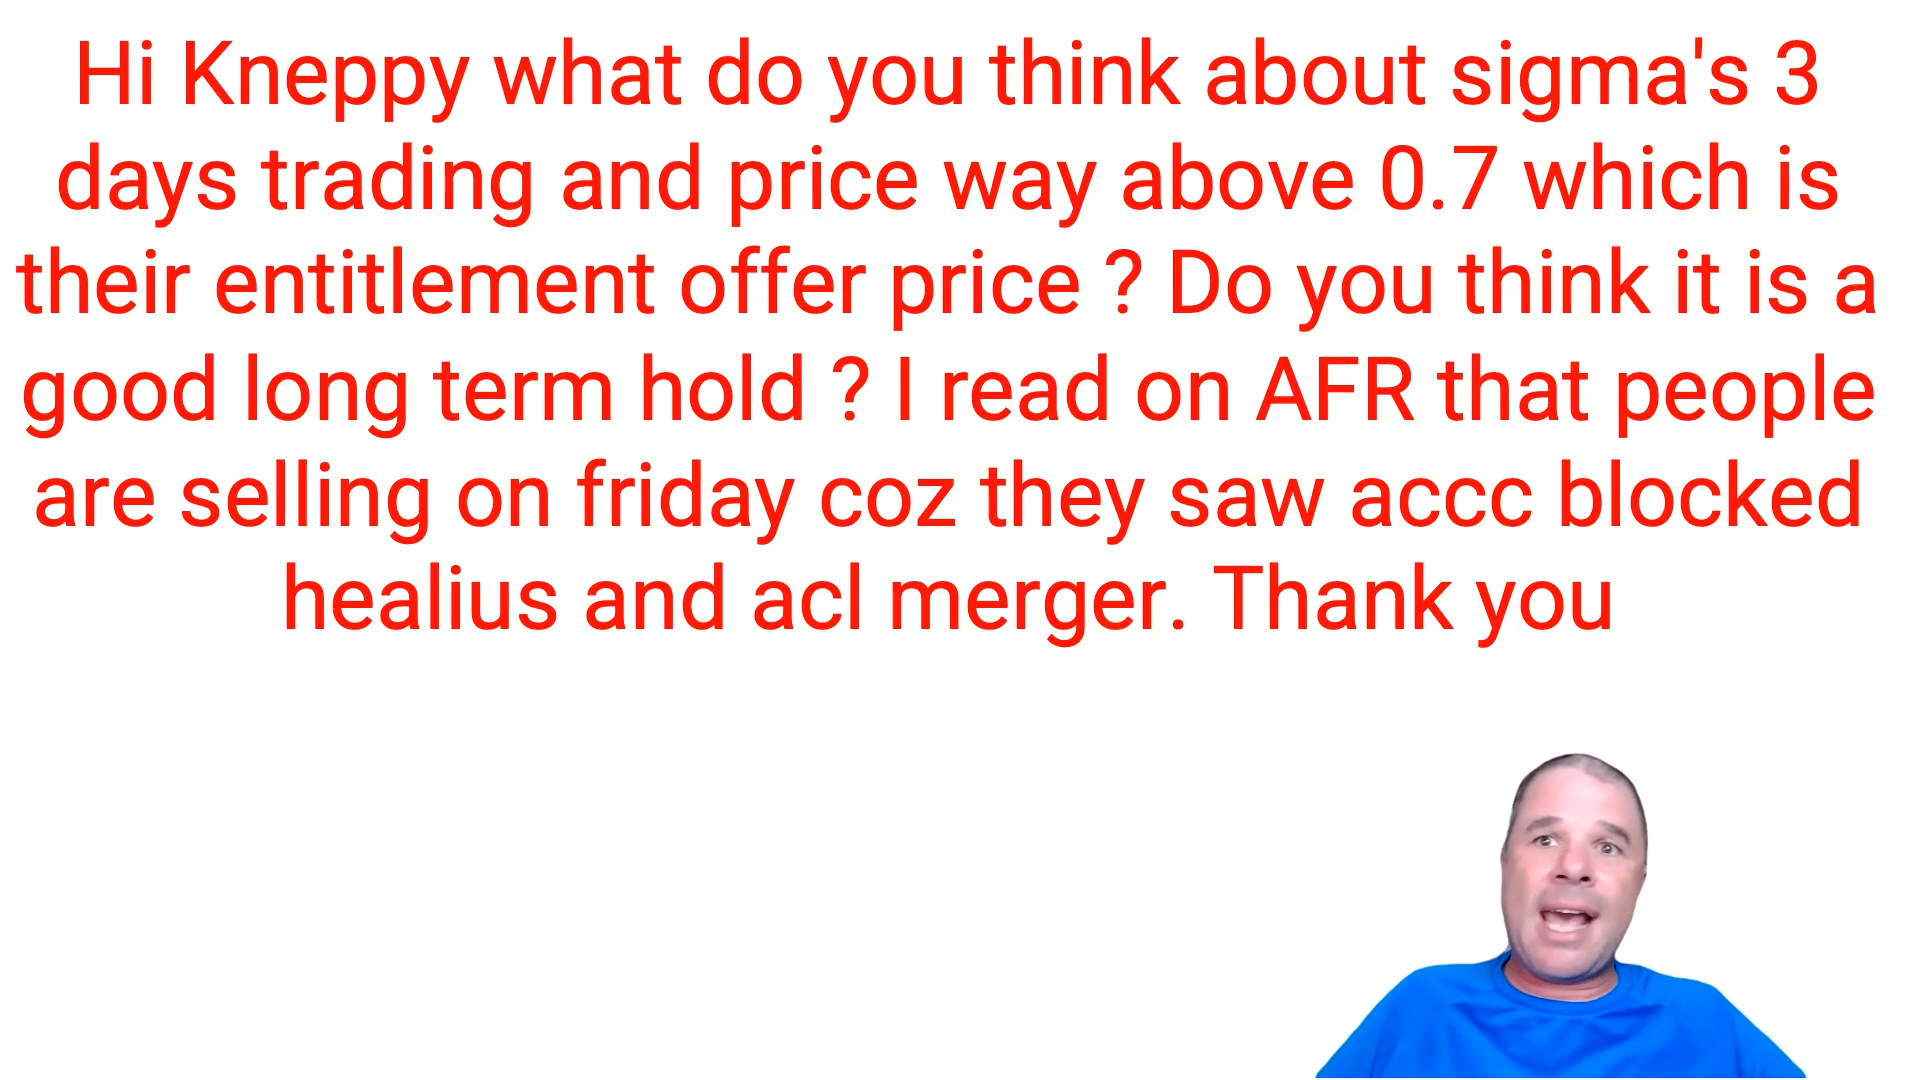 Hi Kneppy what do you think about sigma's 3
days trading and price way above 0.7 which is
their entitlement offer price ? Do you think it is a
good long term hold ? I read on AFR that people
are selling on friday coz they saw accc blocked
healius and acl merger. Thank you